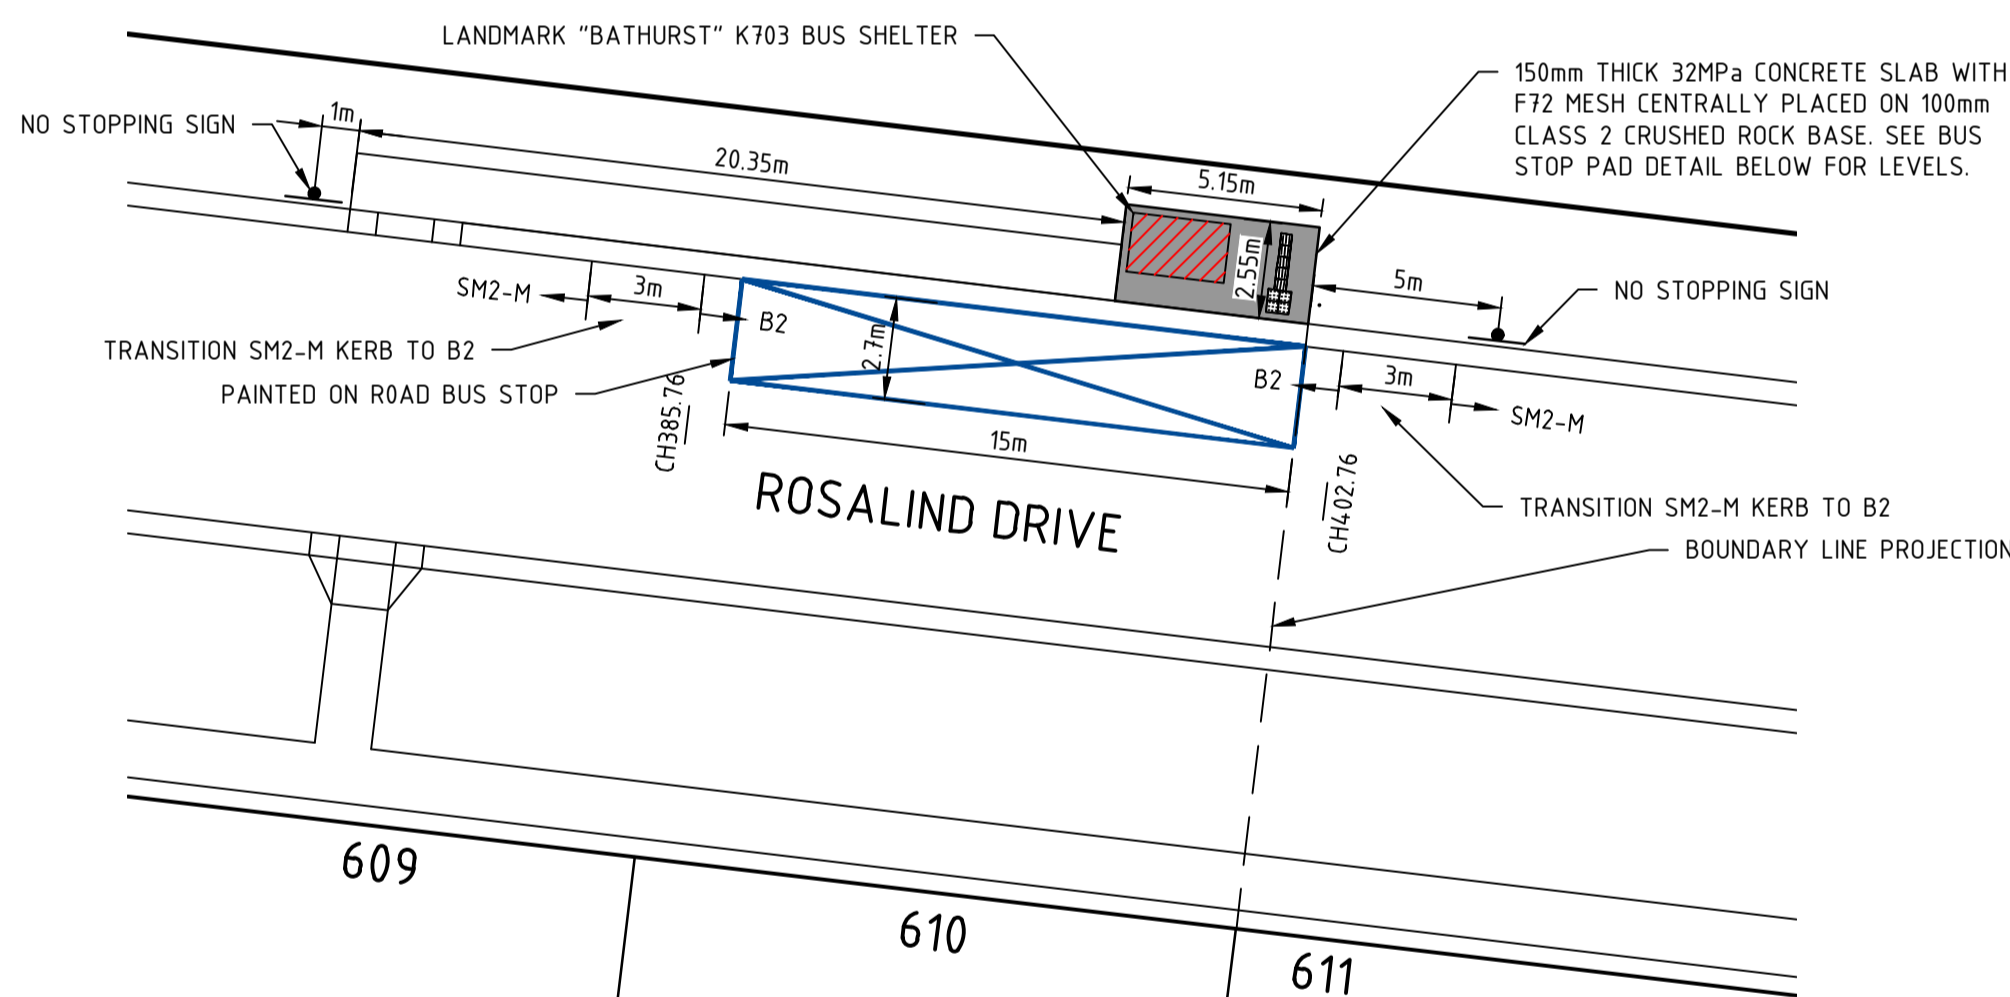 LANDMARK "BATHURST" K703 BUS SHELTER
150mm THICK 32MPa CONCRETE SLAB WITH
F72 MESH CENTRALLY PLACED ON 100mm
CLASS 2 CRUSHED ROCK BASE. SEE BUS
STOP PAD DETAIL BELOW FOR LEVELS.
NO STOPPING SIGN
1m
20.35m
5.15m
2.55m
5m
NO STOPPING SIGN
SM2-M
3m
B2
2.7m
TRANSITION SM2-M KERB TO B2
PAINTED ON ROAD BUS STOP
B2
3m
SM2-M
CH385.76
15m
CH402.76
ROSALIND DRIVE
TRANSITION SM2-M KERB TO B2
BOUNDARY LINE PROJECTION
609
610
611